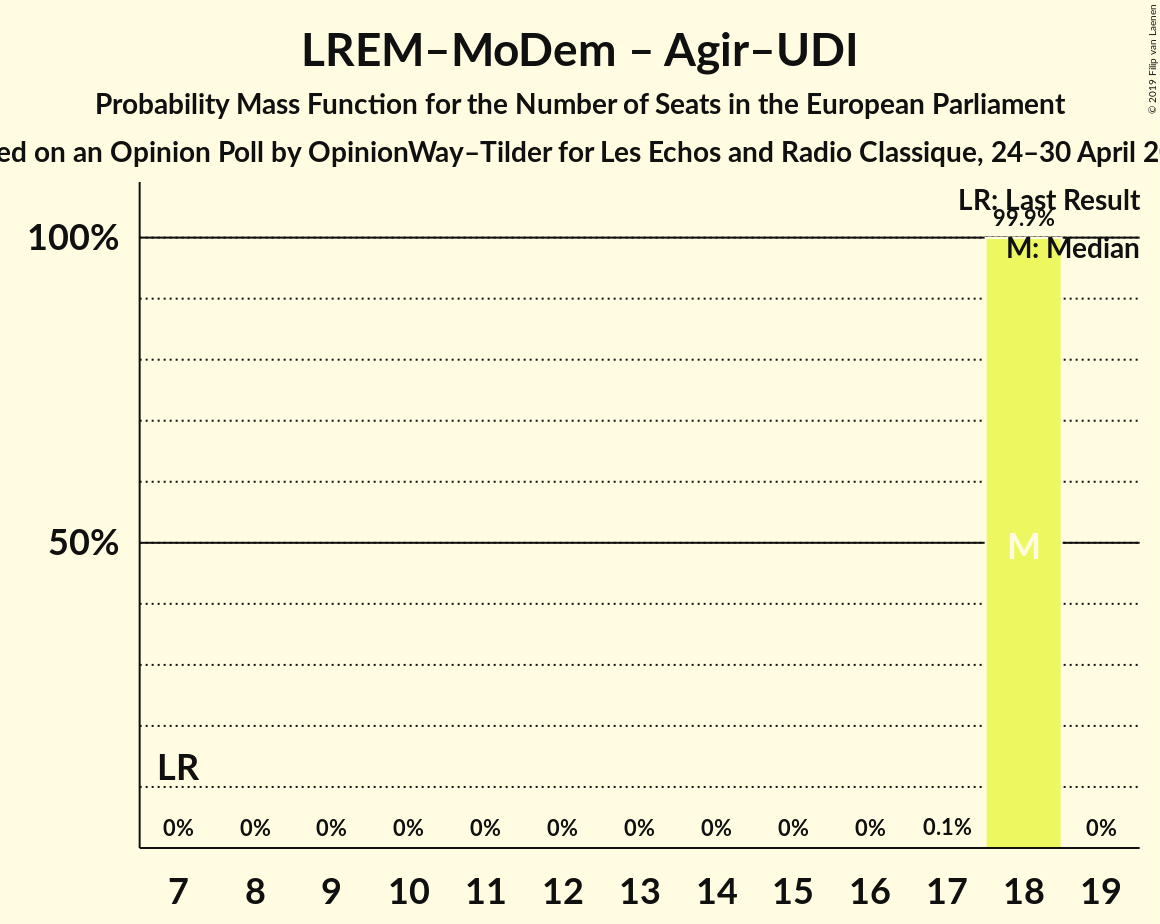 LREM–MoDem – Agir–UDI
Probability Mass Function for the Number of Seats in the European Parliament
on an Opinion Poll by OpinionWay–Tilder for Les Echos and Radio Classique, 24–30 April
© 2019 Filip van Laenen
LR: Last Result
99.9%
M: Median
100%
50%
M
LR
0% 0% 0% 0% 0% 0% 0% 0% 0% 0% 0.1% 0%
7 8 9 10 11 12 13 14 15 16 17 18 19